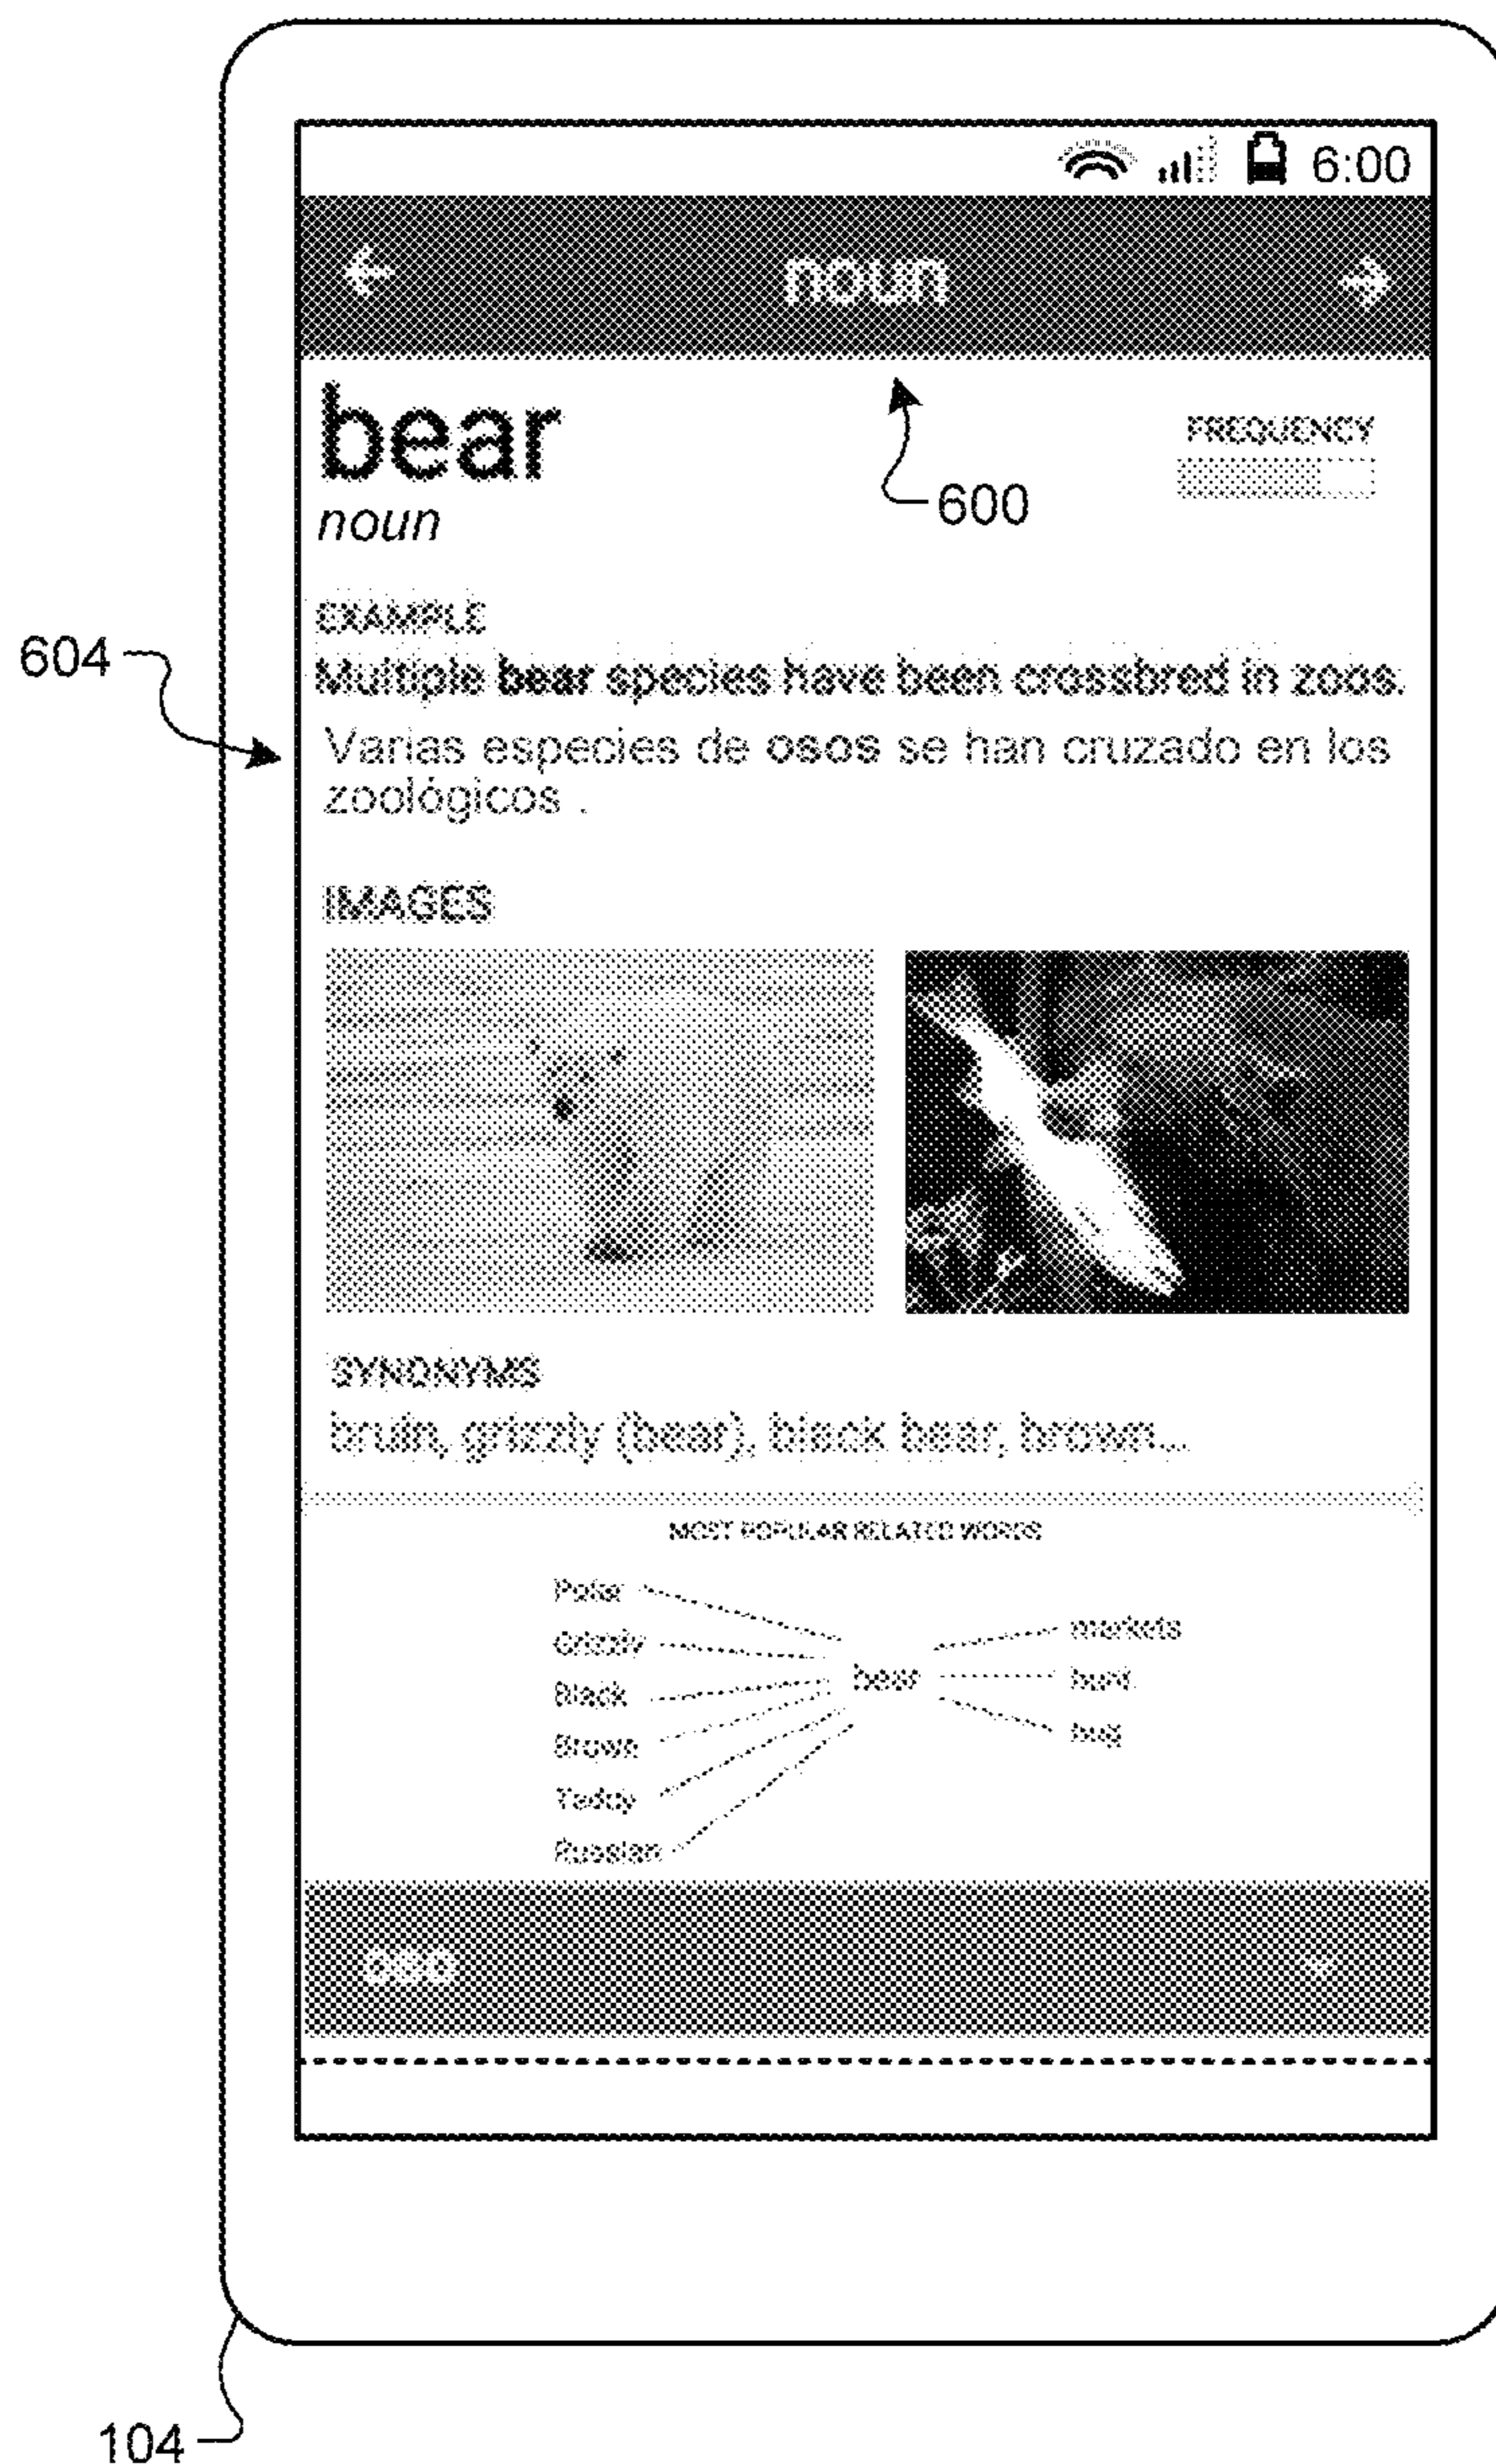 6:00
noun
bear
FREQUENCY
600
noun
EXAMPLE
604
Multiple bear species have been crossbred in zoos.
Varias especies de osos se han cruzado en los
zoológicos .
IMAGES
SYNONYMS
bruin, grizzly (bear), black bear, brown...
MOST POPULAR RELATED WORDS
Polar
markets
Grizzly
bear
Black
hunt
Brown
hug
Teddy
Russian
oso
104